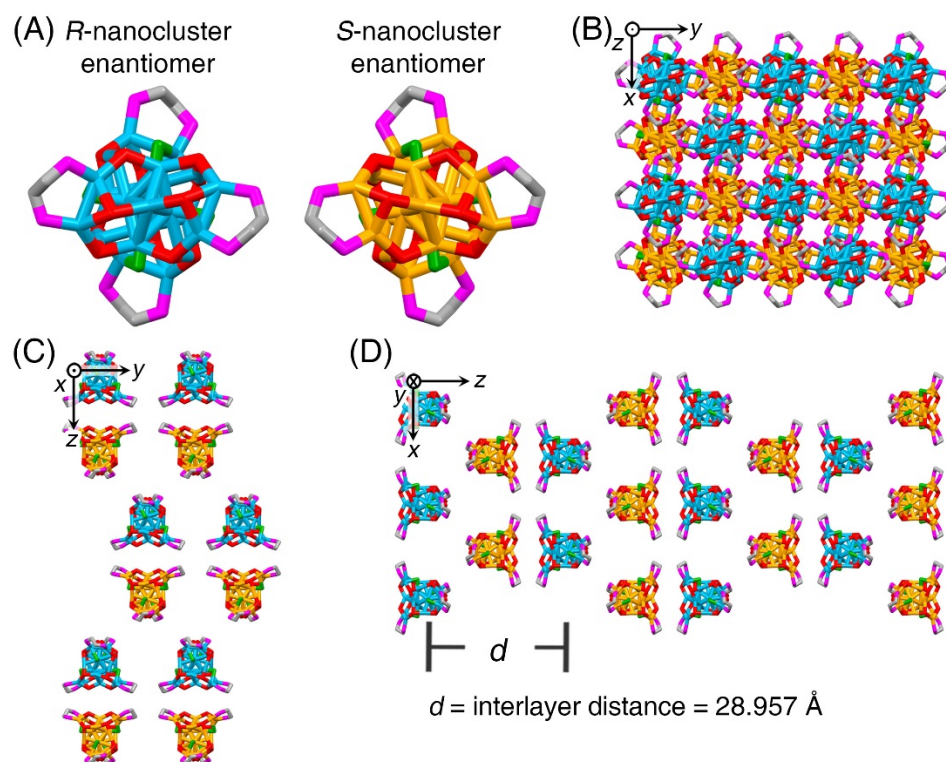 (A)
R-nanocluster
enantiomer
S-nanocluster
enantiomer
(B)
z
y
x
(C)
x
y
z
(D)
y
z
x
d
d = interlayer distance = 28.957 Å